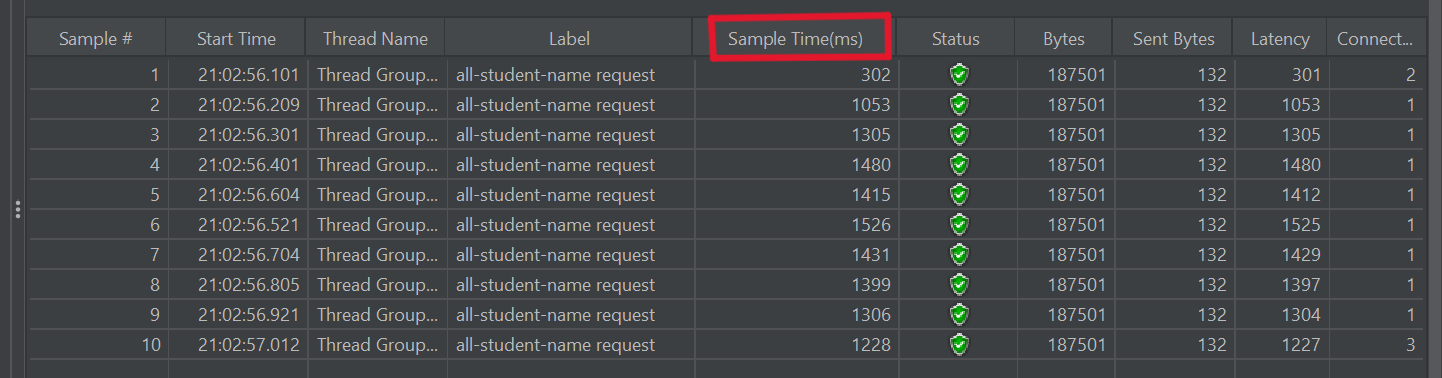 Sample # Start Time Thread Name Label Sample Time(ms) Status Bytes Sent Bytes Latency Connect...
1 21:02:56.101 Thread Group... all-student-name request 302 187501 132 301 2
2 21:02:56.209 Thread Group... all-student-name request 1053 187501 132 1053 1
3 21:02:56.301 Thread Group... all-student-name request 1305 187501 132 1305 1
4 21:02:56.401 Thread Group... all-student-name request 1480 187501 132 1480 1
5 21:02:56.604 Thread Group... all-student-name request 1415 187501 132 1412 1
6 21:02:56.521 Thread Group... all-student-name request 1526 187501 132 1525 1
7 21:02:56.704 Thread Group... all-student-name request 1431 187501 132 1429 1
8 21:02:56.805 Thread Group... all-student-name request 1399 187501 132 1397 1
9 21:02:56.921 Thread Group... all-student-name request 1306 187501 132 1304 1
10 21:02:57.012 Thread Group... all-student-name request 1228 187501 132 1227 3